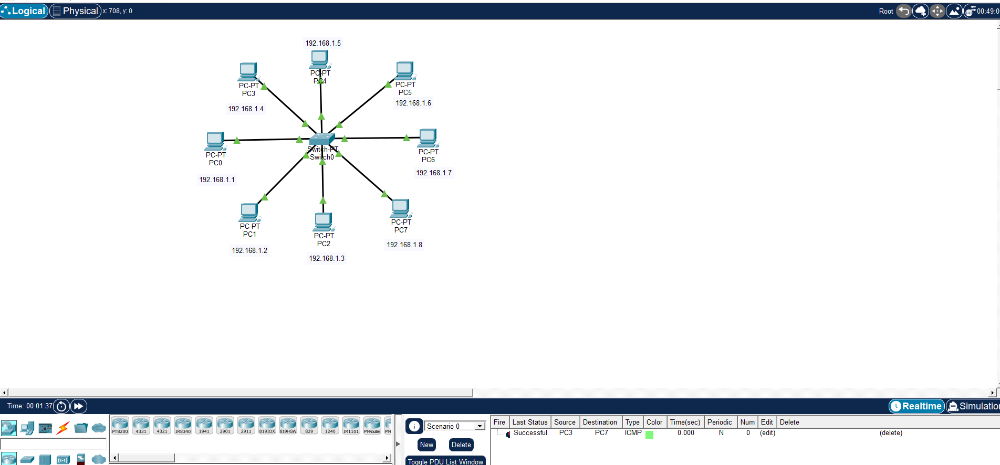 Logical Physical x: 708, y: 0 Root 00:49:0
192.168.1.5
PC-PT
PC4
PC-PT
PC3
192.168.1.4
PC-PT
PC5
192.168.1.6
PC-PT
PC0
192.168.1.1
Switch-PT
Switch0
PC-PT
PC6
192.168.1.7
PC-PT
PC1
192.168.1.2
PC-PT
PC2
192.168.1.3
PC-PT
PC7
192.168.1.8
Time: 00:01:37 Realtime Simulatio
PT8200 4331 4321 IR8340 1941 2901 2911 819IOX 819HGW 829 1240 IR1101 PT-Router PT-E
Scenario 0
New Delete
Toggle PDU List Window
Fire Last Status Source Destination Type Color Time(sec) Periodic Num Edit Delete
Successful PC3 PC7 ICMP 0.000 N 0 (edit) (delete)